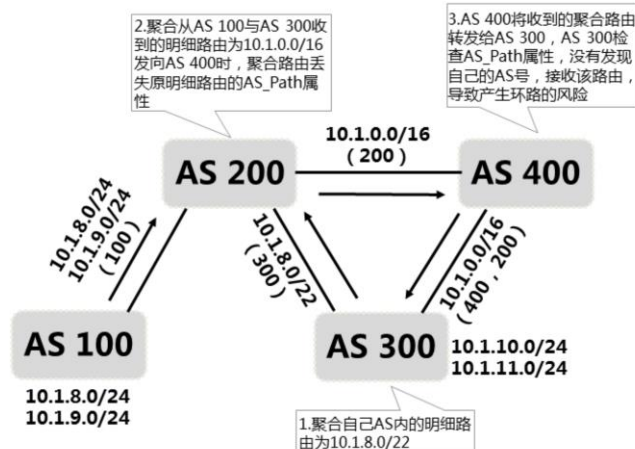 2.聚合从AS 100与AS 300收
到的明细路由为10.1.0.0/16
发向AS 400时，聚合路由丢
失原明细路由的AS_Path属
性
3.AS 400将收到的聚合路由
转发给AS 300，AS 300检
查AS_Path属性，没有发现
自己的AS号，接收该路由，
导致产生环路的风险
10.1.0.0/16
（200）
AS 200
AS 400
10.1.8.0/24
10.1.9.0/24
（100）
10.1.8.0/22
（300）
10.1.0.0/16
（400，200）
AS 100
AS 300
10.1.10.0/24
10.1.11.0/24
10.1.8.0/24
10.1.9.0/24
1.聚合自己AS内的明细路
由为10.1.8.0/22